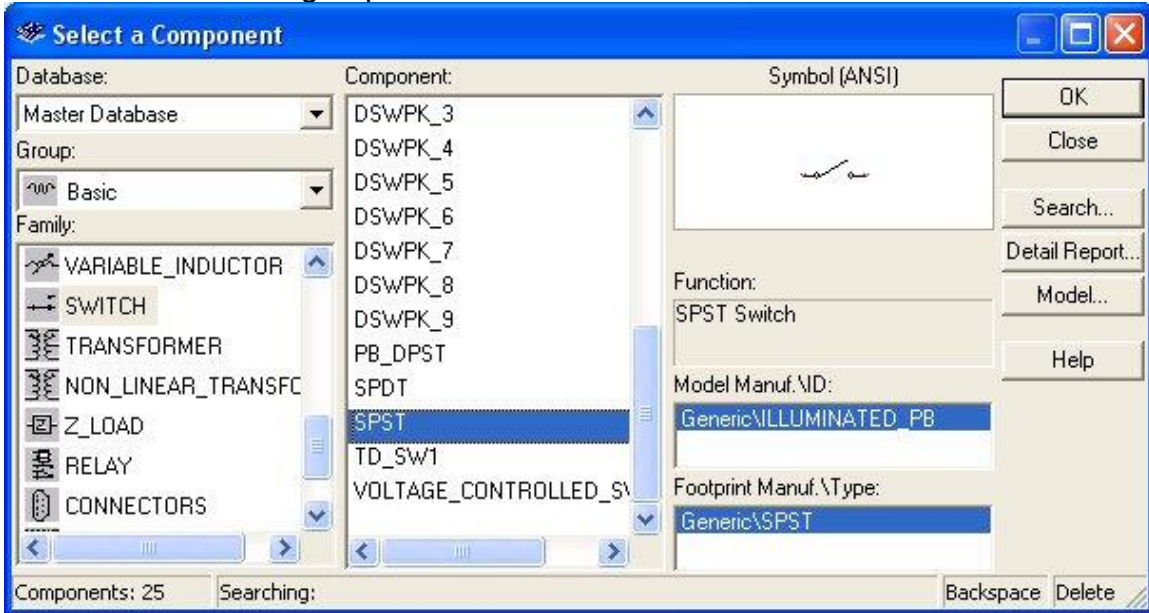 Select a Component
Database:
Master Database
Group:
Basic
Family:
VARIABLE_INDUCTOR
SWITCH
TRANSFORMER
NON_LINEAR_TRANSFC
Z_LOAD
RELAY
CONNECTORS
Component:
DSWPK_3
DSWPK_4
DSWPK_5
DSWPK_6
DSWPK_7
DSWPK_8
DSWPK_9
PB_DPST
SPDT
SPST
TD_SW1
VOLTAGE_CONTROLLED_S
Symbol (ANSI)
Function:
SPST Switch
Model Manuf.\ID:
Generic\ILLUMINATED_PB
Footprint Manuf.\Type:
Generic\SPST
OK
Close
Search...
Detail Report...
Model...
Help
Components: 25
Searching:
Backspace
Delete